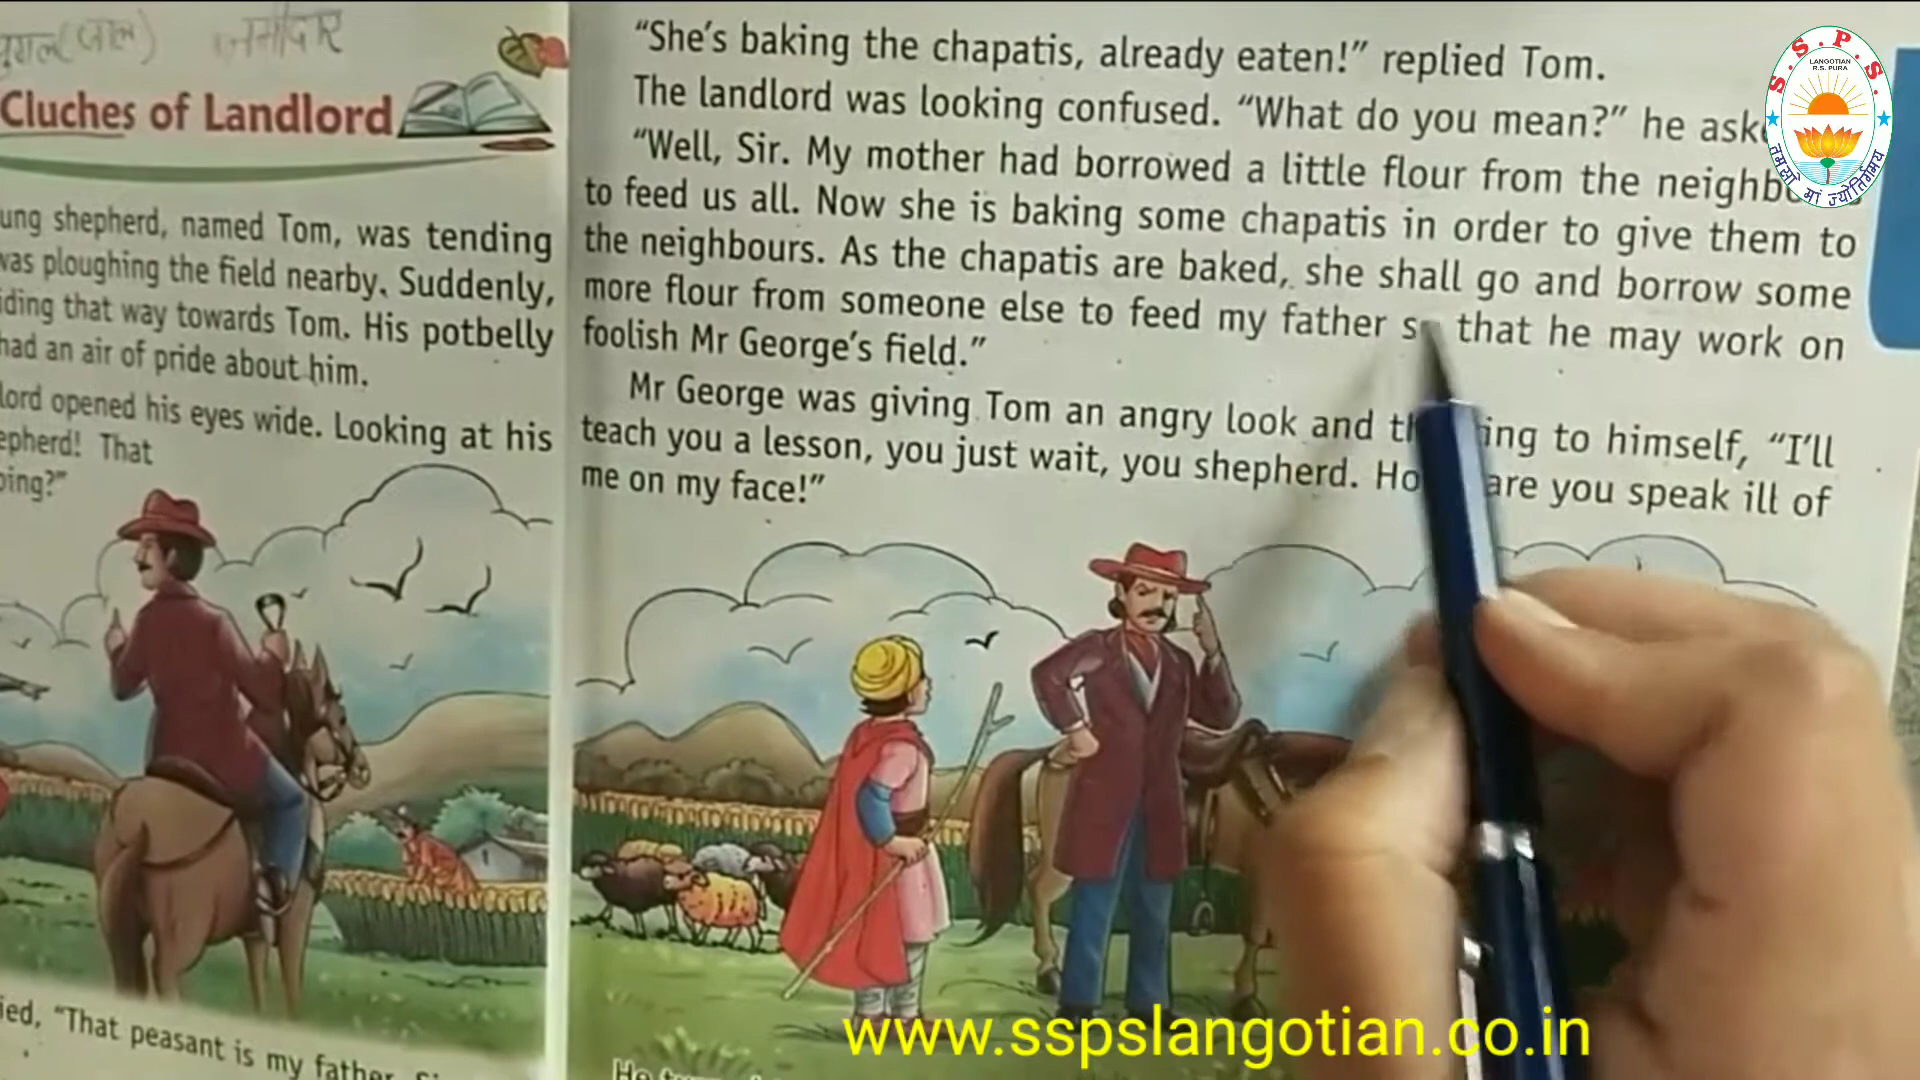 (जाल) जमींदार
Cluches of Landlord
ung shepherd, named Tom, was tending
was ploughing the field nearby. Suddenly,
iding that way towards Tom. His potbelly
had an air of pride about him.
lord opened his eyes wide. Looking at his
epherd! That
oing?"
ied, "That peasant is my father,
"She's baking the chapatis, already eaten!" replied Tom.
The landlord was looking confused. "What do you mean?" he aske
"Well, Sir. My mother had borrowed a little flour from the neighb
to feed us all. Now she is baking some chapatis in order to give them to
the neighbours. As the chapatis are baked, she shall go and borrow some
more flour from someone else to feed my father s that he may work on
foolish Mr George's field."
Mr George was giving Tom an angry look and th ing to himself, "I'll
teach you a lesson, you just wait, you shepherd. Ho are you speak ill of
me on my face!"
He
S.S.P.S.
LANGOTIAN
R.S. PURA
तमसो मां ज्योतिर्गमय
www.sspslangotian.co.in